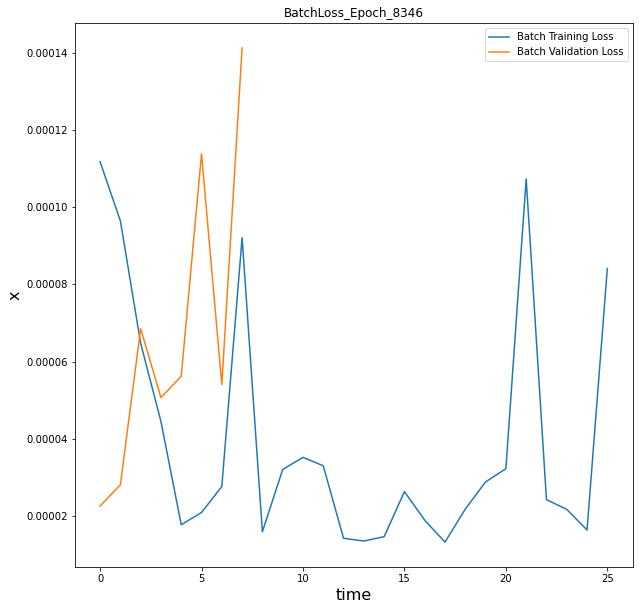 BatchLoss_Epoch_8346
Batch Training Loss
Batch Validation Loss
0.00014
0.00012
0.00010
0.00008
0.00006
0.00004
0.00002
x
0 5 10 15 20 25
time